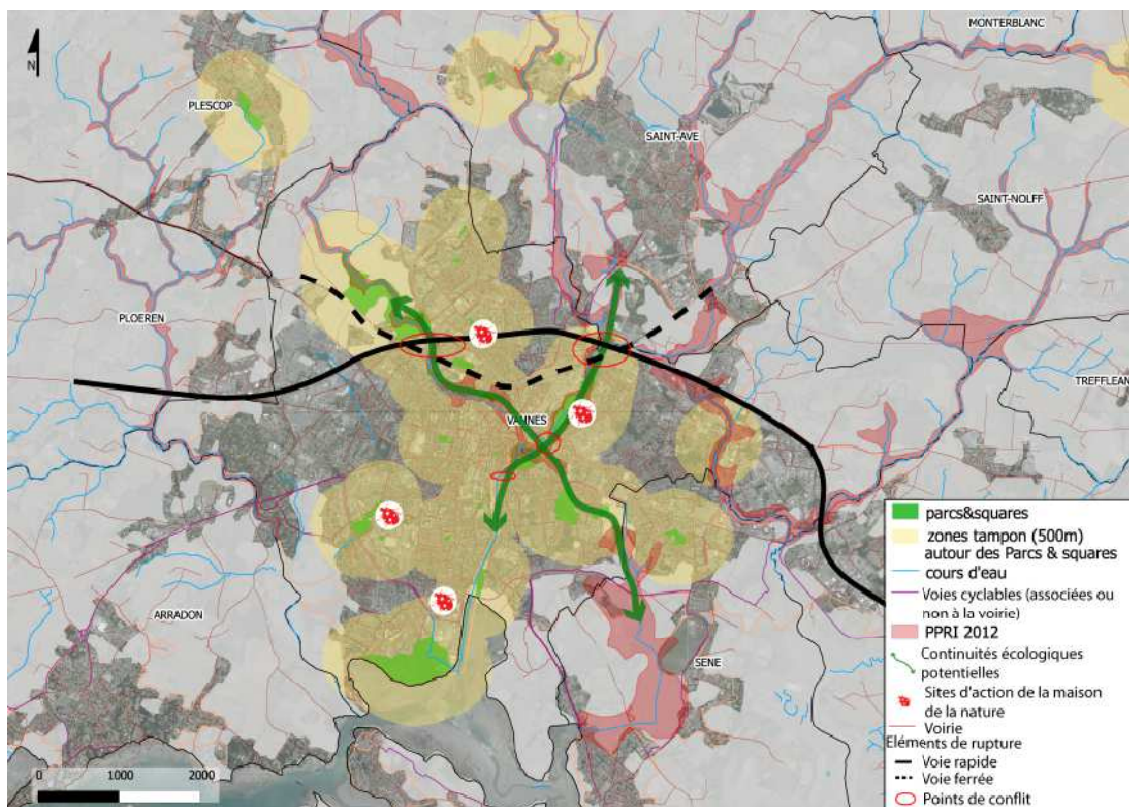 MONTERBLANC
N
PLESCOP
SAINT-AVE
SAINT-NOLFF
PLOEREN
TREFFLEAN
VANNES
ARRADON
SENE
0 1000 2000
parcs&squares
zones tampon (500m)
autour des Parcs & squares
cours d'eau
Voies cyclables (associées ou
non à la voirie)
PPRI 2012
Continuités écologiques
potentielles
Sites d'action de la maison
de la nature
Voirie
Eléments de rupture
Voie rapide
Voie ferrée
Points de conflit